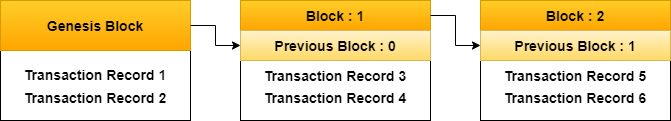 Genesis Block
Transaction Record 1
Transaction Record 2
Block : 1
Previous Block : 0
Transaction Record 3
Transaction Record 4
Block : 2
Previous Block : 1
Transaction Record 5
Transaction Record 6